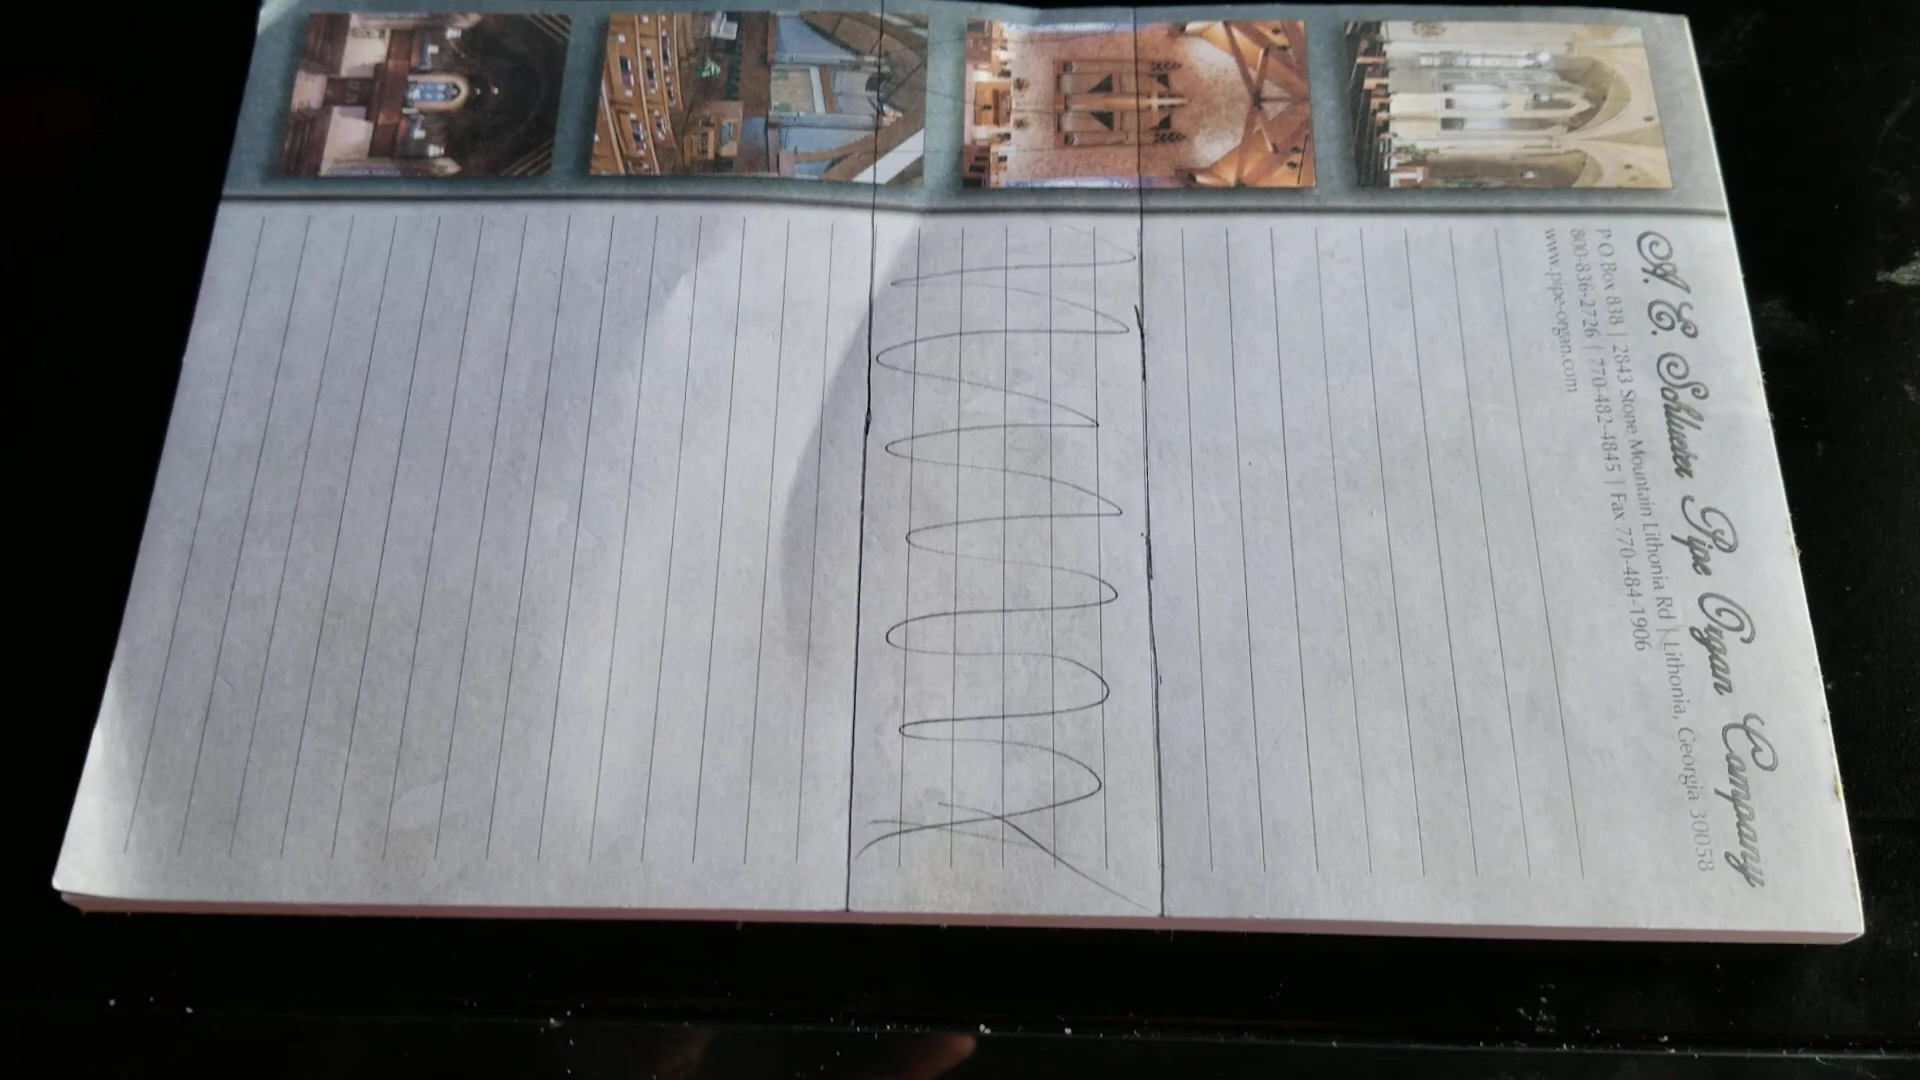 A. E. Schlueter Pipe Organ Company
P O Box 838 | 2843 Stone Mountain Lithonia Rd | Lithonia, Georgia 30058
800-836-2726 | 770-482-4845 | Fax 770-484-1906
www.pipe-organ.com